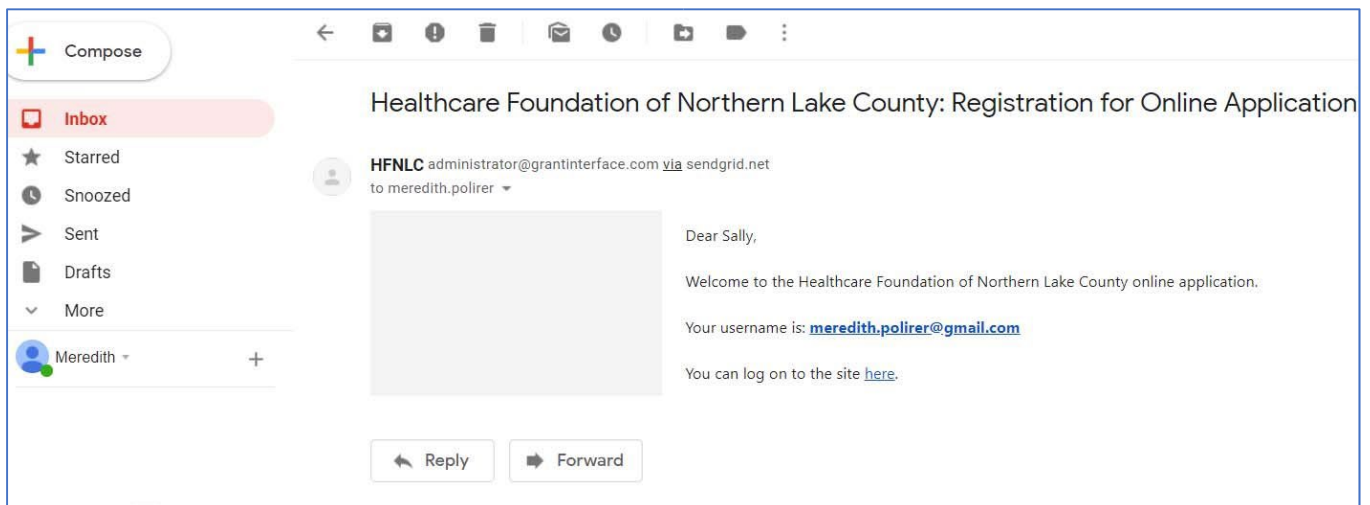 Compose
Inbox
Starred
Snoozed
Sent
Drafts
More
Meredith
Healthcare Foundation of Northern Lake County: Registration for Online Application
HFNLC administrator@grantinterface.com via sendgrid.net
to meredith.polirer
Dear Sally,
Welcome to the Healthcare Foundation of Northern Lake County online application.
Your username is: meredith.polirer@gmail.com
You can log on to the site here.
Reply
Forward